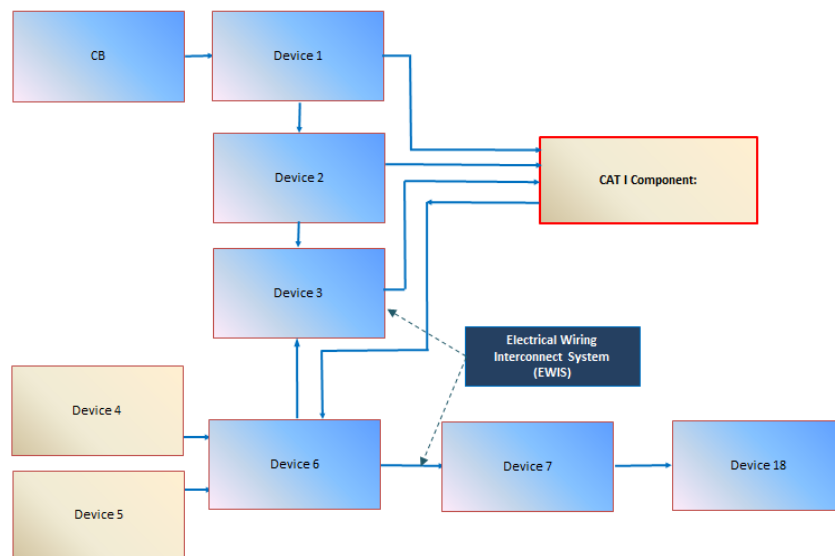 CB
Device 1
Device 2
CAT I Component:
Device 3
Electrical Wiring
Interconnect System
(EWIS)
Device 4
Device 6
Device 7
Device 18
Device 5